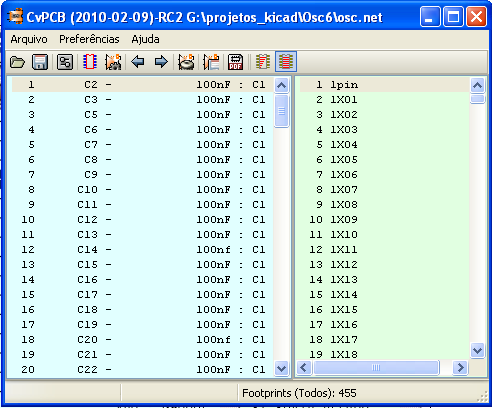 CvPCB (2010-02-09)-RC2 G:\projetos_kicad\Osc6\osc.net
Arquivo Preferências Ajuda
PDF
1 C2 - 100nF : C1
2 C3 - 100nF : C1
3 C5 - 100nF : C1
4 C6 - 100nF : C1
5 C7 - 100nF : C1
6 C8 - 100nF : C1
7 C9 - 100nF : C1
8 C10 - 100nF : C1
9 C11 - 100nF : C1
10 C12 - 100nF : C1
11 C13 - 100nF : C1
12 C14 - 100nf : C1
13 C15 - 100nF : C1
14 C16 - 100nF : C1
15 C17 - 100nF : C1
16 C18 - 100nF : C1
17 C19 - 100nF : C1
18 C20 - 100nf : C1
19 C21 - 100nF : C1
20 C22 - 100nF : C1
1 1pin
2 1X01
3 1X02
4 1X03
5 1X04
6 1X05
7 1X06
8 1X07
9 1X08
10 1X09
11 1X10
12 1X11
13 1X12
14 1X13
15 1X14
16 1X15
17 1X16
18 1X17
19 1X18
Footprints (Todos): 455